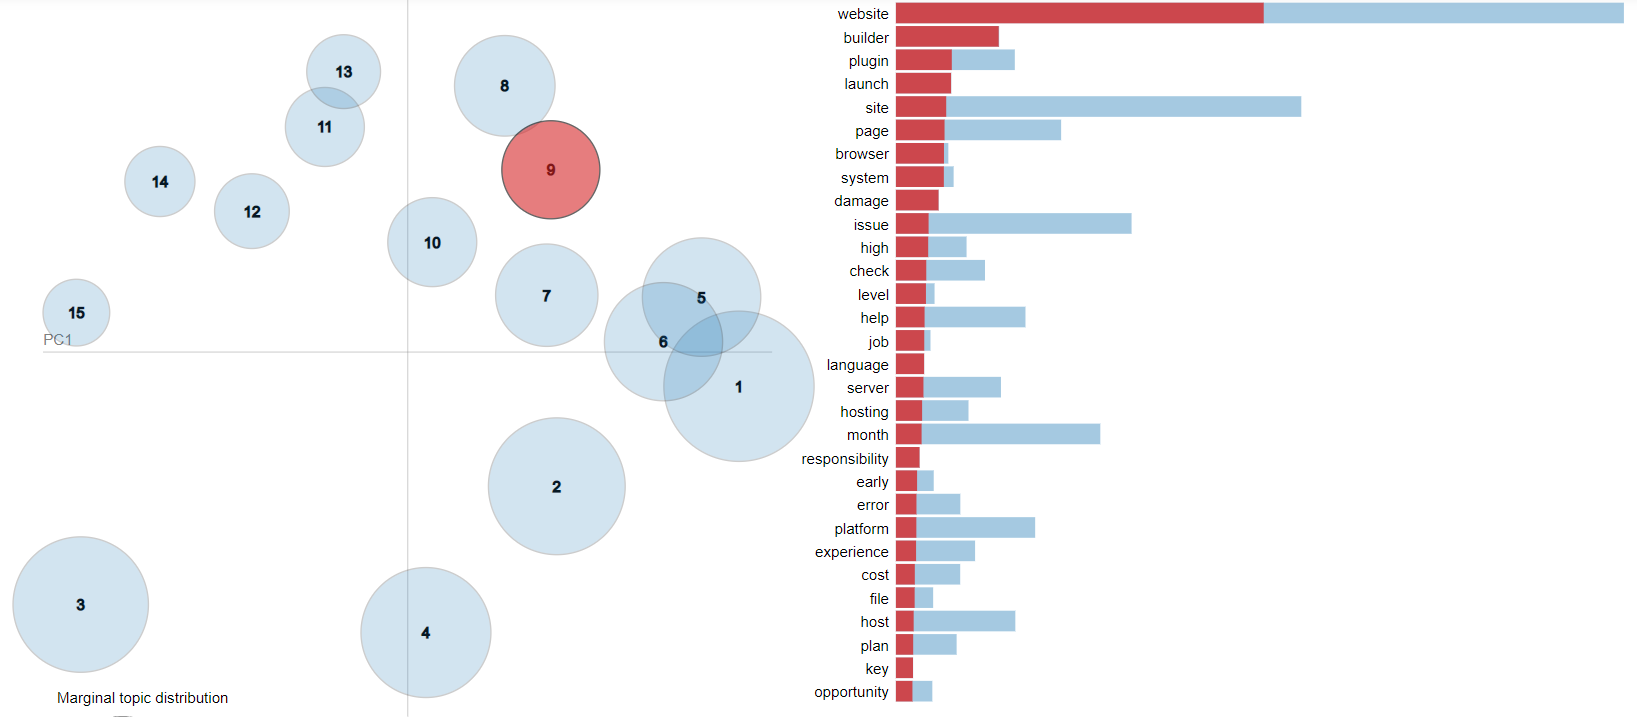 13
8
11
9
14
12
10
7
5
15
6
PC1
1
2
3
4
Marginal topic distribution
website
builder
plugin
launch
site
page
browser
system
damage
issue
high
check
level
help
job
language
server
hosting
month
responsibility
early
error
platform
experience
cost
file
host
plan
key
opportunity